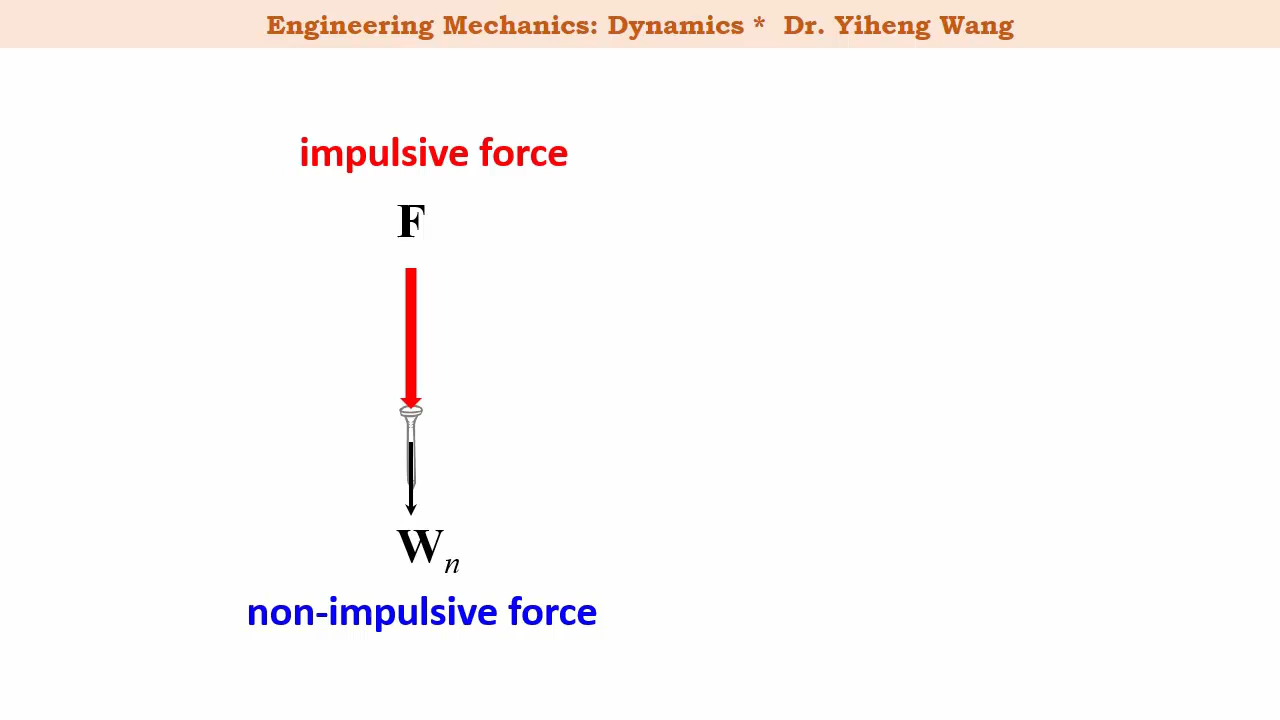 Engineering Mechanics: Dynamics * Dr. Yiheng Wang
impulsive force
F
Wn
non-impulsive force